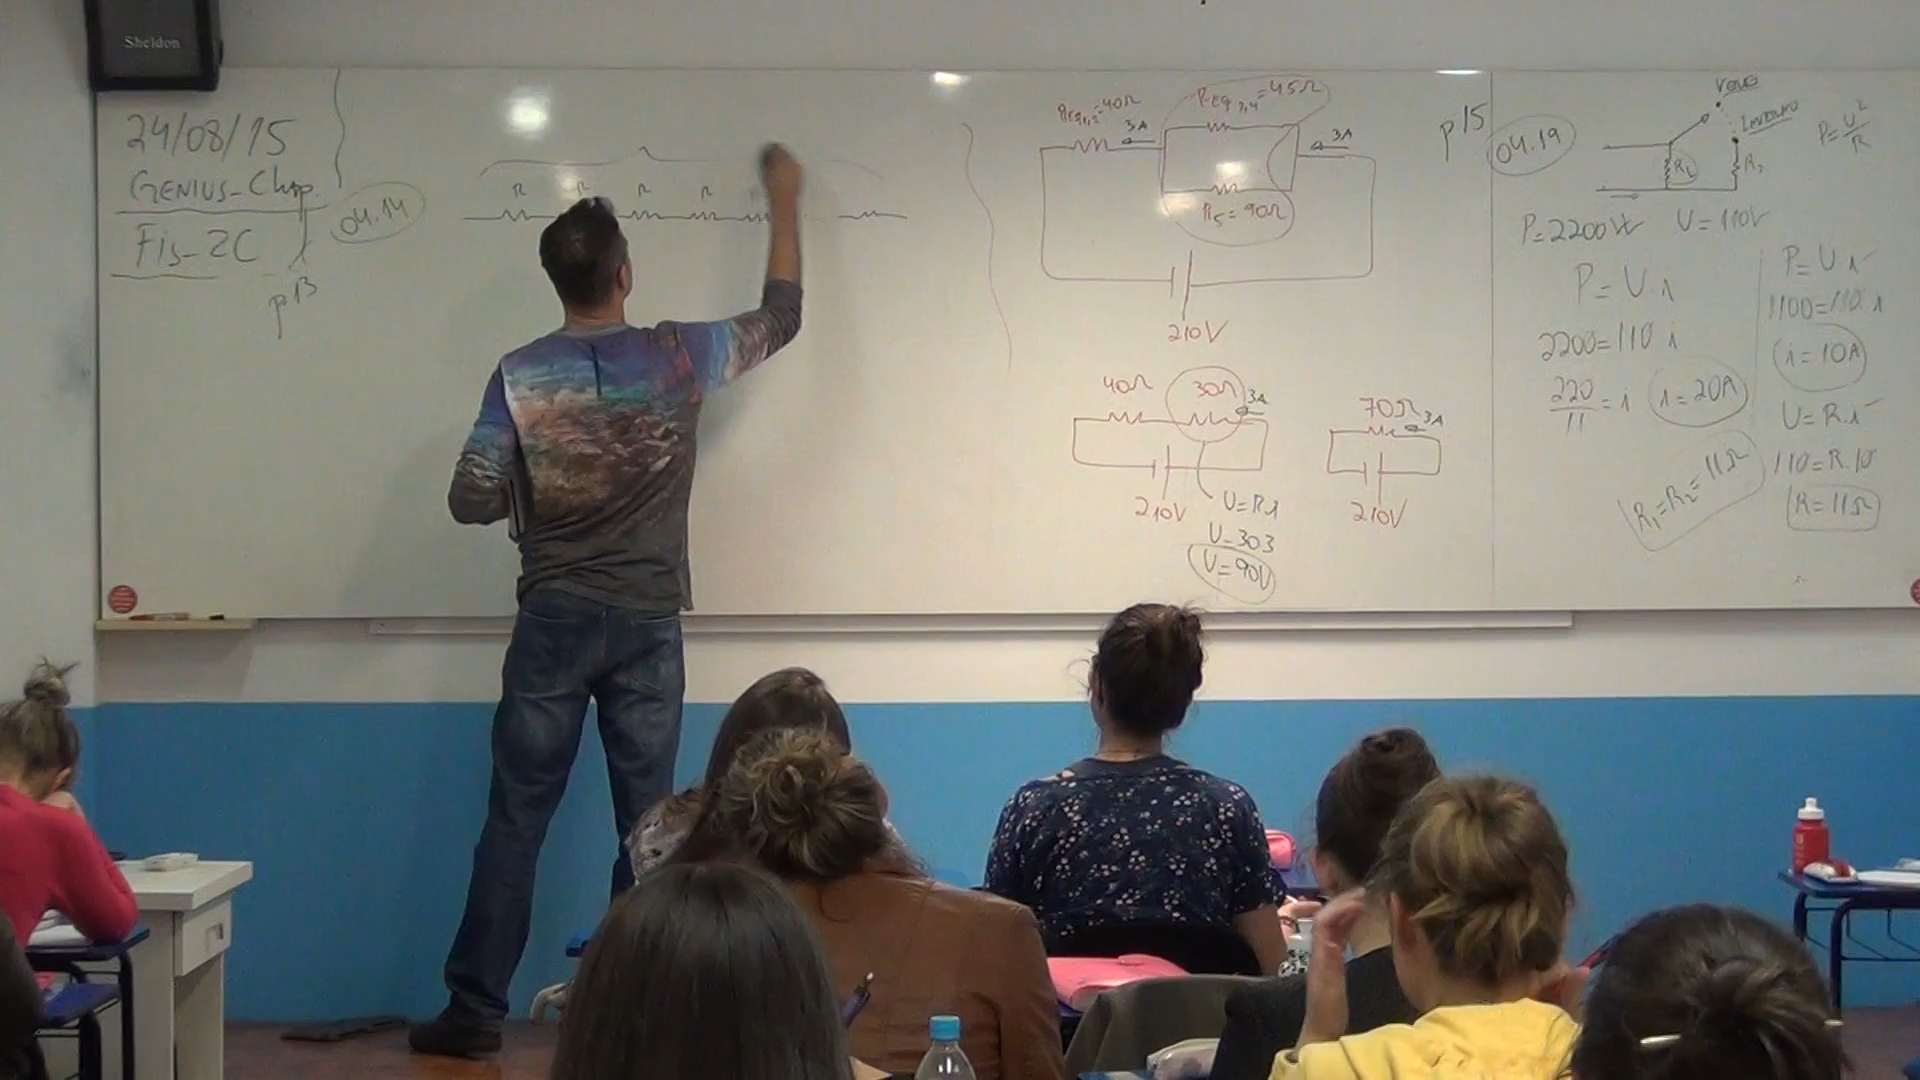 Sheldon
24/08/15
GENIUS-Chap.
Fis-2C
p13
04.14
R R R R
Req1,2=40Ω
Req3,4=45Ω
3A
3A
R5=90Ω
210V
40Ω
30Ω
3A
210V
U=R.i
U=30.3
U=90V
70Ω
3A
210V
p15
04.19
VERÃO
INVERNO
R1
R2
P=U²/R
P=2200W U=110V
P=U.i
2200=110 i
220/11=i i=20A
R1=R2=11Ω
P=U i
1100=110.i
i=10A
U=R.i
110=R.10
R=11Ω